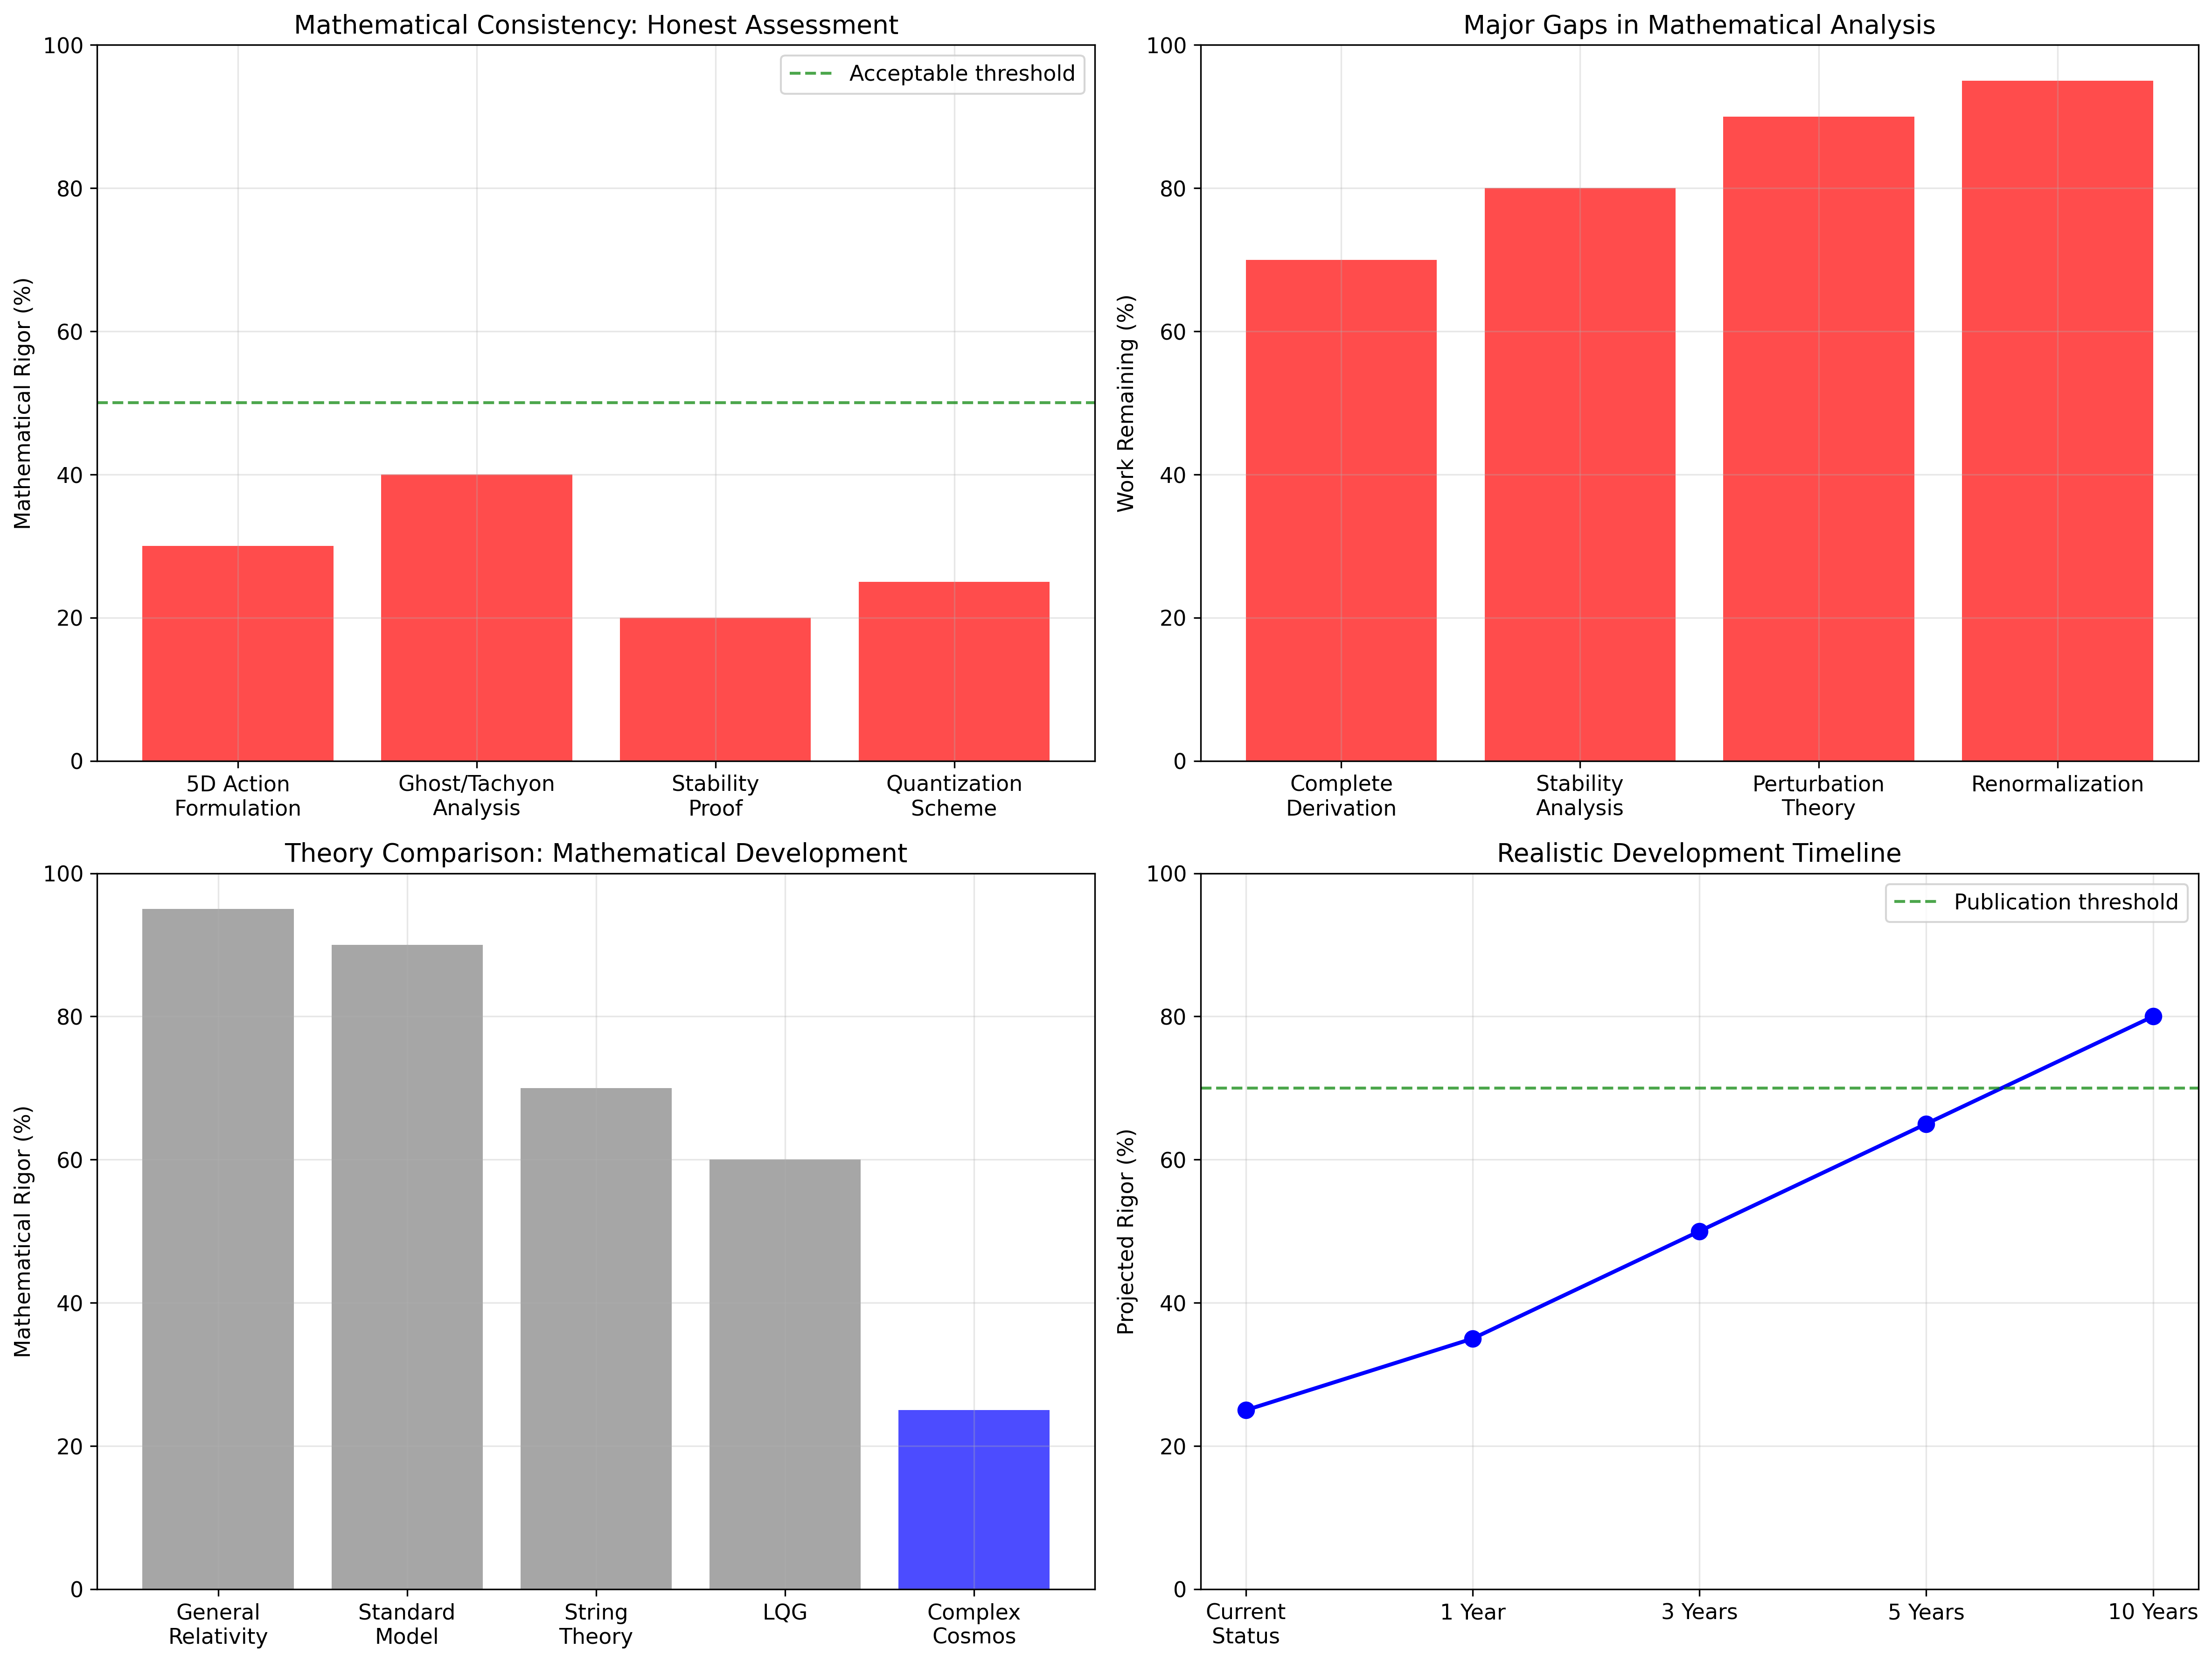 Mathematical Consistency: Honest Assessment
100
80
60
40
20
0
Mathematical Rigor (%)
Acceptable threshold
5D Action
Formulation
Ghost/Tachyon
Analysis
Stability
Proof
Quantization
Scheme
Major Gaps in Mathematical Analysis
100
80
60
40
20
0
Work Remaining (%)
Complete
Derivation
Stability
Analysis
Perturbation
Theory
Renormalization
Theory Comparison: Mathematical Development
100
80
60
40
20
0
Mathematical Rigor (%)
General
Relativity
Standard
Model
String
Theory
LQG
Complex
Cosmos
Realistic Development Timeline
100
80
60
40
20
0
Projected Rigor (%)
Publication threshold
Current
Status
1 Year
3 Years
5 Years
10 Years